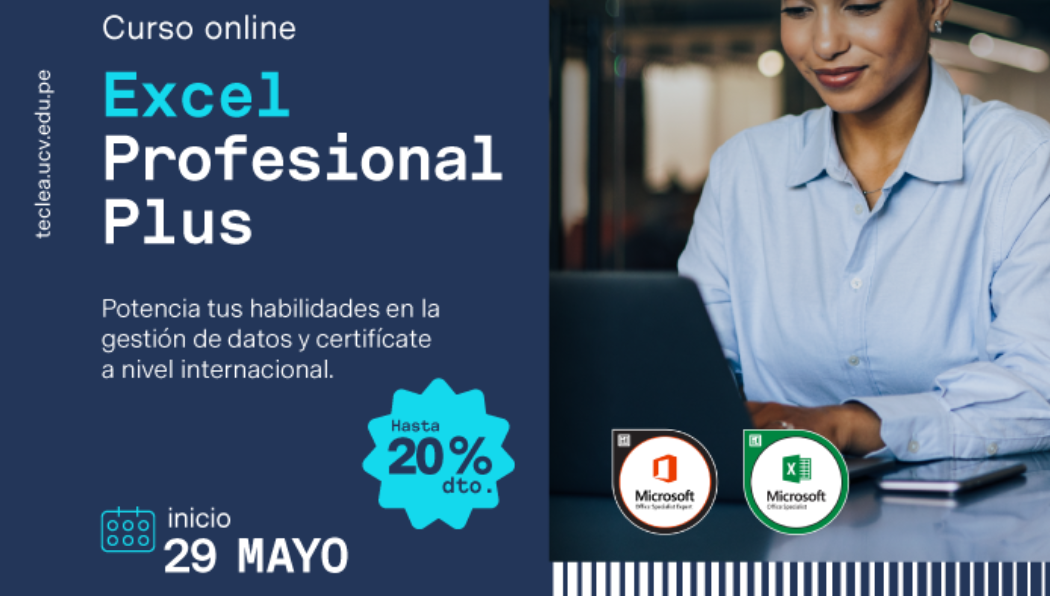 Curso online
Excel
Profesional
Plus
teclea.ucv.edu.pe
Potencia tus habilidades en la
gestión de datos y certifícate
a nivel internacional.
Hasta
20%
dto.
inicio
29 MAYO
Microsoft
Office Specialist Expert
Microsoft
Office Specialist